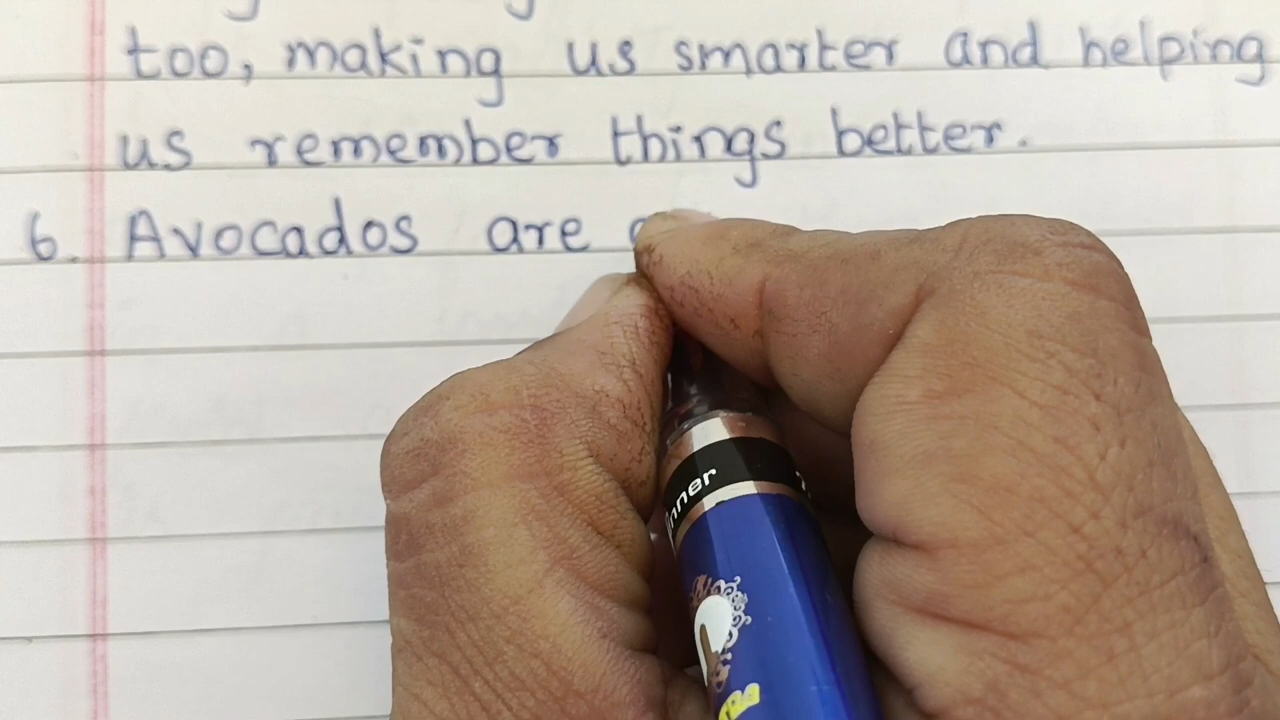 too, making us smarter and helping
us remember things better.
6. Avocados are